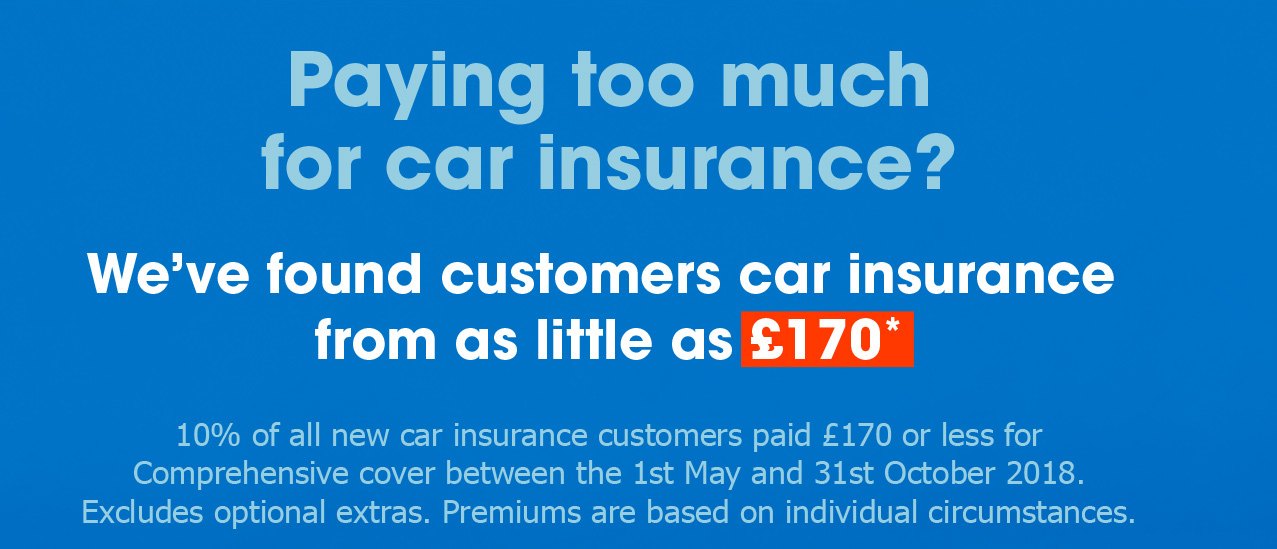 Paying too much
for car insurance?
We’ve found customers car insurance
from as little as £170*
10% of all new car insurance customers paid £170 or less for
Comprehensive cover between the 1st May and 31st October 2018.
Excludes optional extras. Premiums are based on individual circumstances.